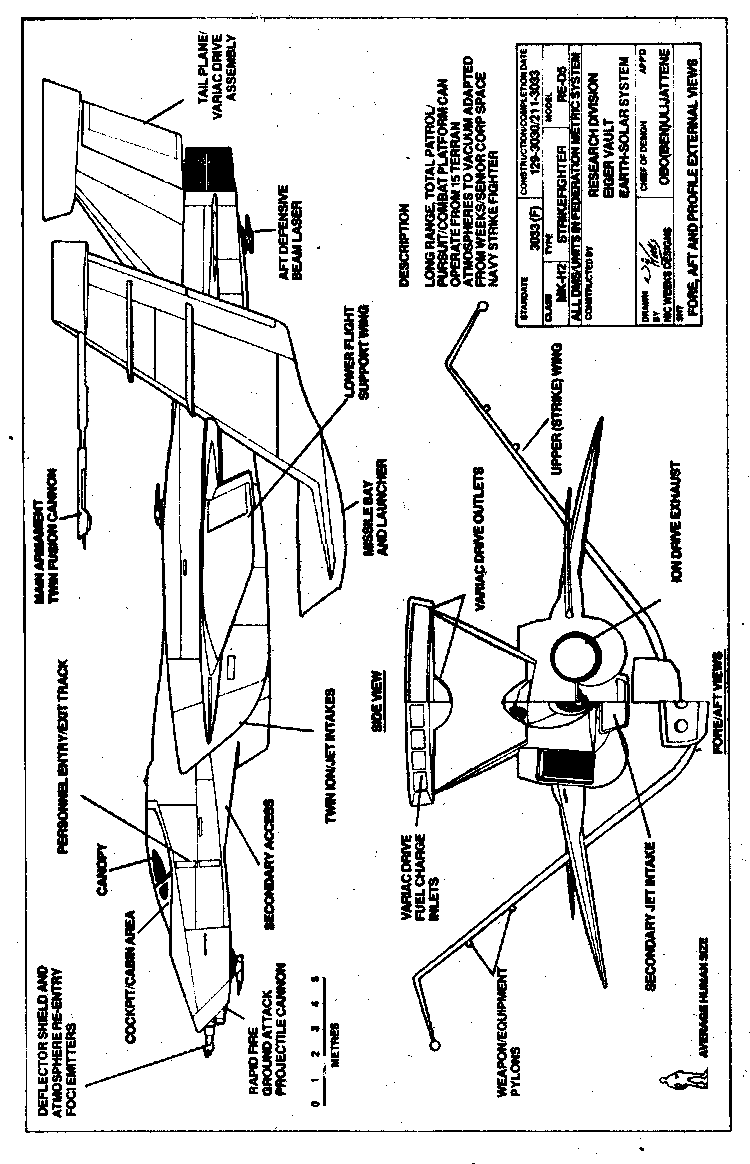 DEFLECTOR SHIELD AND
ATMOSPHERE RE-ENTRY
FOCI EMITTERS
COCKPIT/CABIN AREA
CANOPY
PERSONNEL ENTRY/EXIT TRACK
MAIN ARMAMENT
TWIN FUSION CANNON
TAIL PLANE/
VARIAC DRIVE
ASSEMBLY
AFT DEFENSIVE
BEAM LASER
LOWER FLIGHT
SUPPORT WING
MISSILE BAY
AND LAUNCHER
TWIN ION/JET INTAKES
SECONDARY ACCESS
RAPID FIRE
GROUND ATTACK
PROJECTILE CANNON
0 1 2 3 4 5
METRES
SIDE VIEW
DESCRIPTION
LONG RANGE, TOTAL PATROL/
PURSUIT/COMBAT PLATFORM CAN
OPERATE FROM 15 TERRAN
ATMOSPHERES TO VACUUM ADAPTED
FROM WEEKS/SENIOR CORP SPACE
NAVY STRIKE FIGHTER
VARIAC DRIVE
FUEL CHARGE
INLETS
VARIAC DRIVE OUTLETS
UPPER (STRIKE) WING
WEAPON/EQUIPMENT
PYLONS
SECONDARY JET INTAKE
ION DRIVE EXHAUST
AVERAGE HUMAN SIZE
FORE/AFT VIEWS
STARDATE
3033 (F)
CONSTRUCTION/COMPLETION DATE
129-3030/211-3033
CLASS
MK-H2
TYPE
STRIKEFIGHTER
MODEL
RE-D5
ALL DMS/UNITS IN FEDERATION METRIC SYSTEM
CONSTRUCTED BY
RESEARCH DIVISION
EIGER VAULT
EARTH-SOLAR SYSTEM
DRAWN
BY
NIC WEEKS DESIGNS
CHIEF OF DESIGN
APP'D
OBO(BEN)ULIJATTENE
SHT
FORE, AFT AND PROFILE EXTERNAL VIEWS